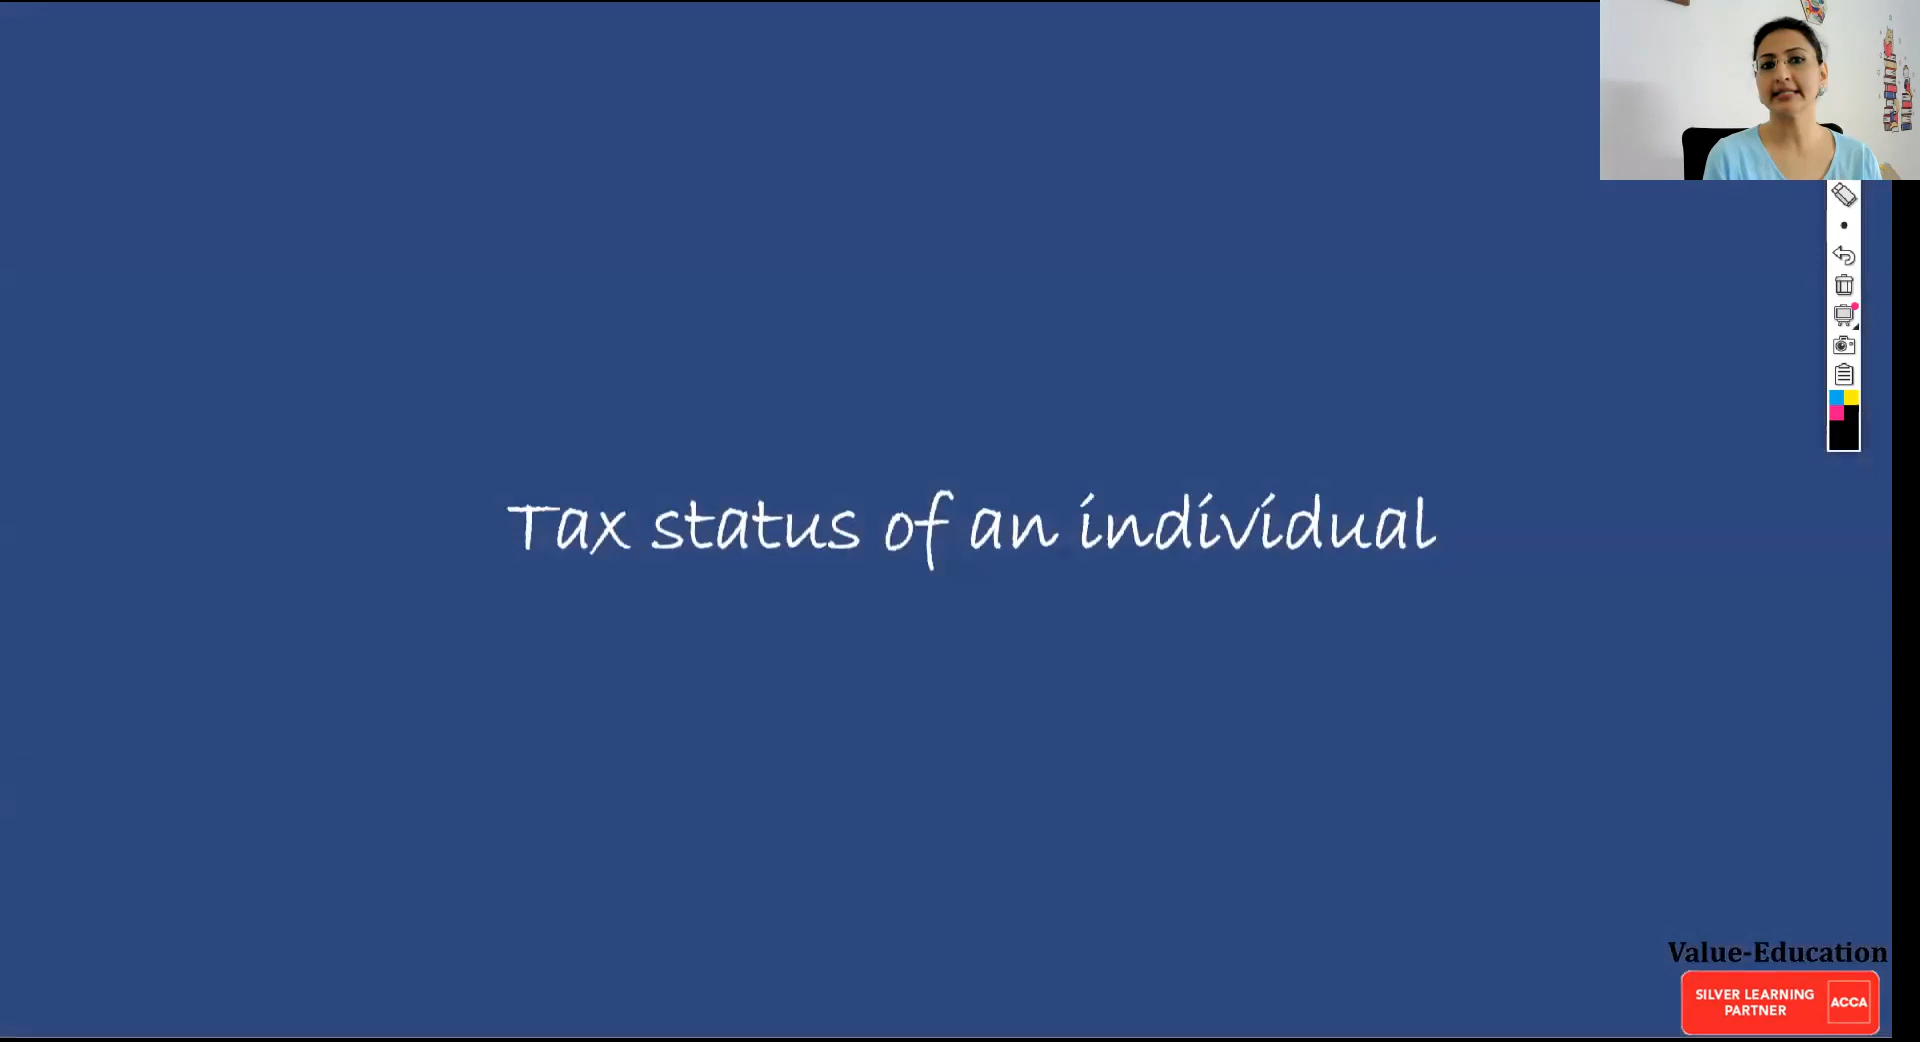 Tax status of an individual
Value-Education
SILVER LEARNING
PARTNER
ACCA